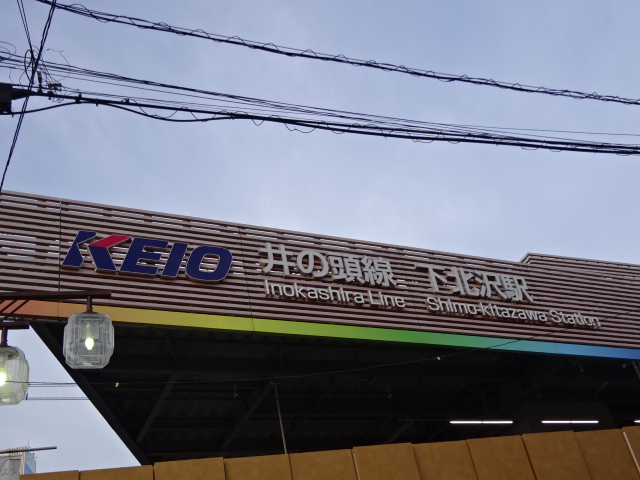 KEIO 井の頭線 下北沢駅
Inokashira Line Shimo-kitazawa Station